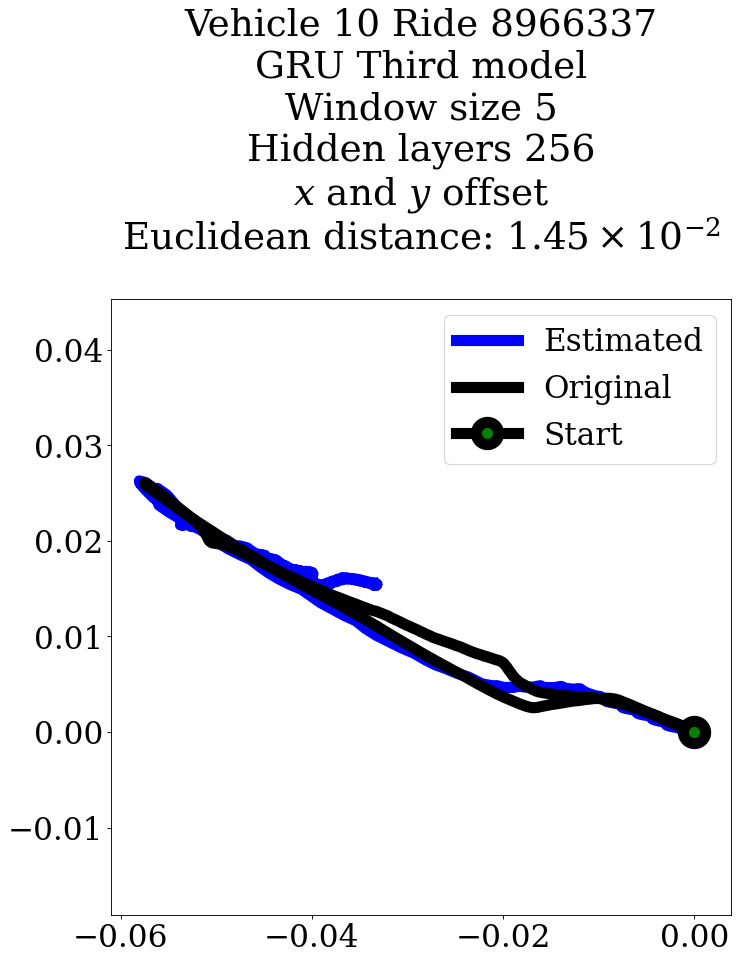 Vehicle 10 Ride 8966337
GRU Third model
Window size 5
Hidden layers 256
x and y offset
Euclidean distance: 1.45 × 10⁻²
Estimated
Original
Start
0.04
0.03
0.02
0.01
0.00
−0.01
−0.06 −0.04 −0.02 0.00